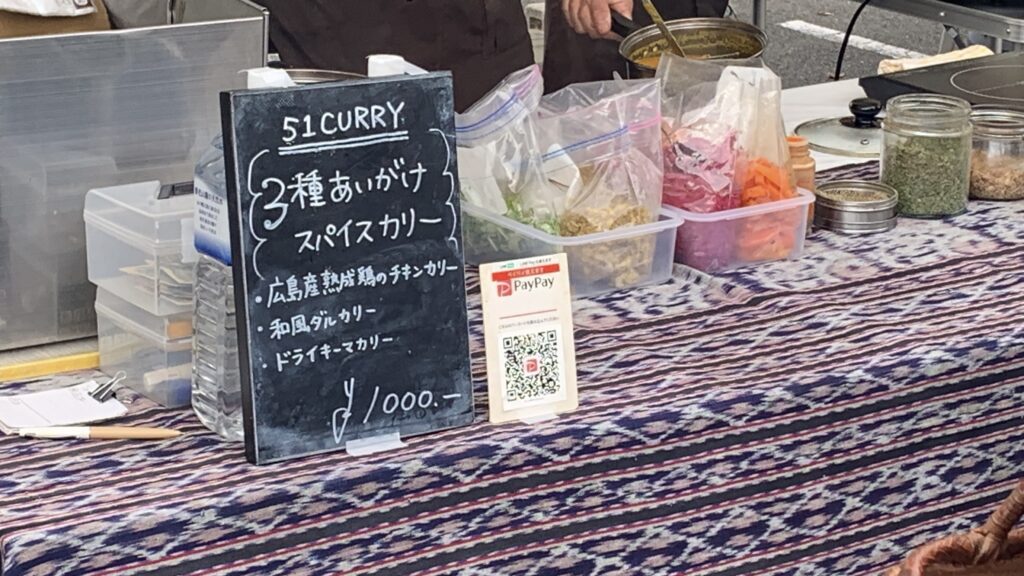 51CURRY
3種あいがけ
スパイスカリー
・広島産熟成鶏のチキンカリー
・和風ダルカリー
・ドライキーマカリー
¥1000.-
PayPay